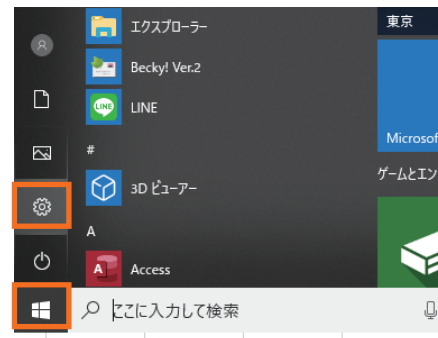 エクスプローラー
東京
Becky! Ver.2
LINE
LINE
Microsof
#
ゲームとエン
3D ビューアー
A
A
Access
ここに入力して検索